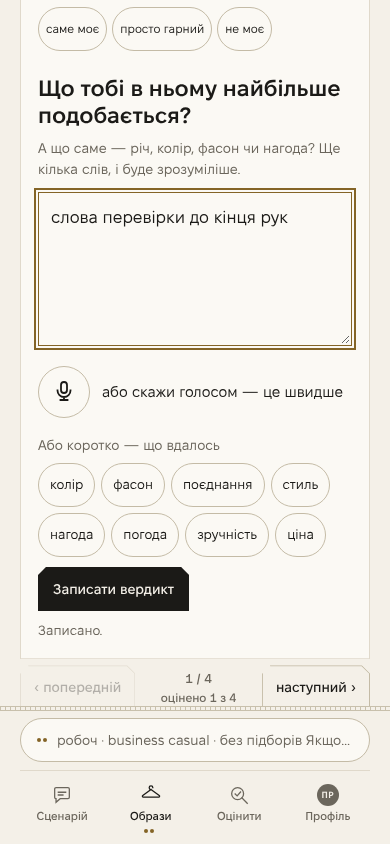 саме моє просто гарний не моє
Що тобі в ньому найбільше
подобається?
А що саме — річ, колір, фасон чи нагода? Ще
кілька слів, і буде зрозуміліше.
слова перевірки до кінця рук
або скажи голосом — це швидше
Або коротко — що вдалось
колір фасон поєднання стиль
нагода погода зручність ціна
Записати вердикт
Записано.
‹ попередній 1 / 4 наступний ›
оцінено 1 з 4
робоч · business casual · без підборів Якщо...
Сценарій Образи Оцінити ПР Профіль